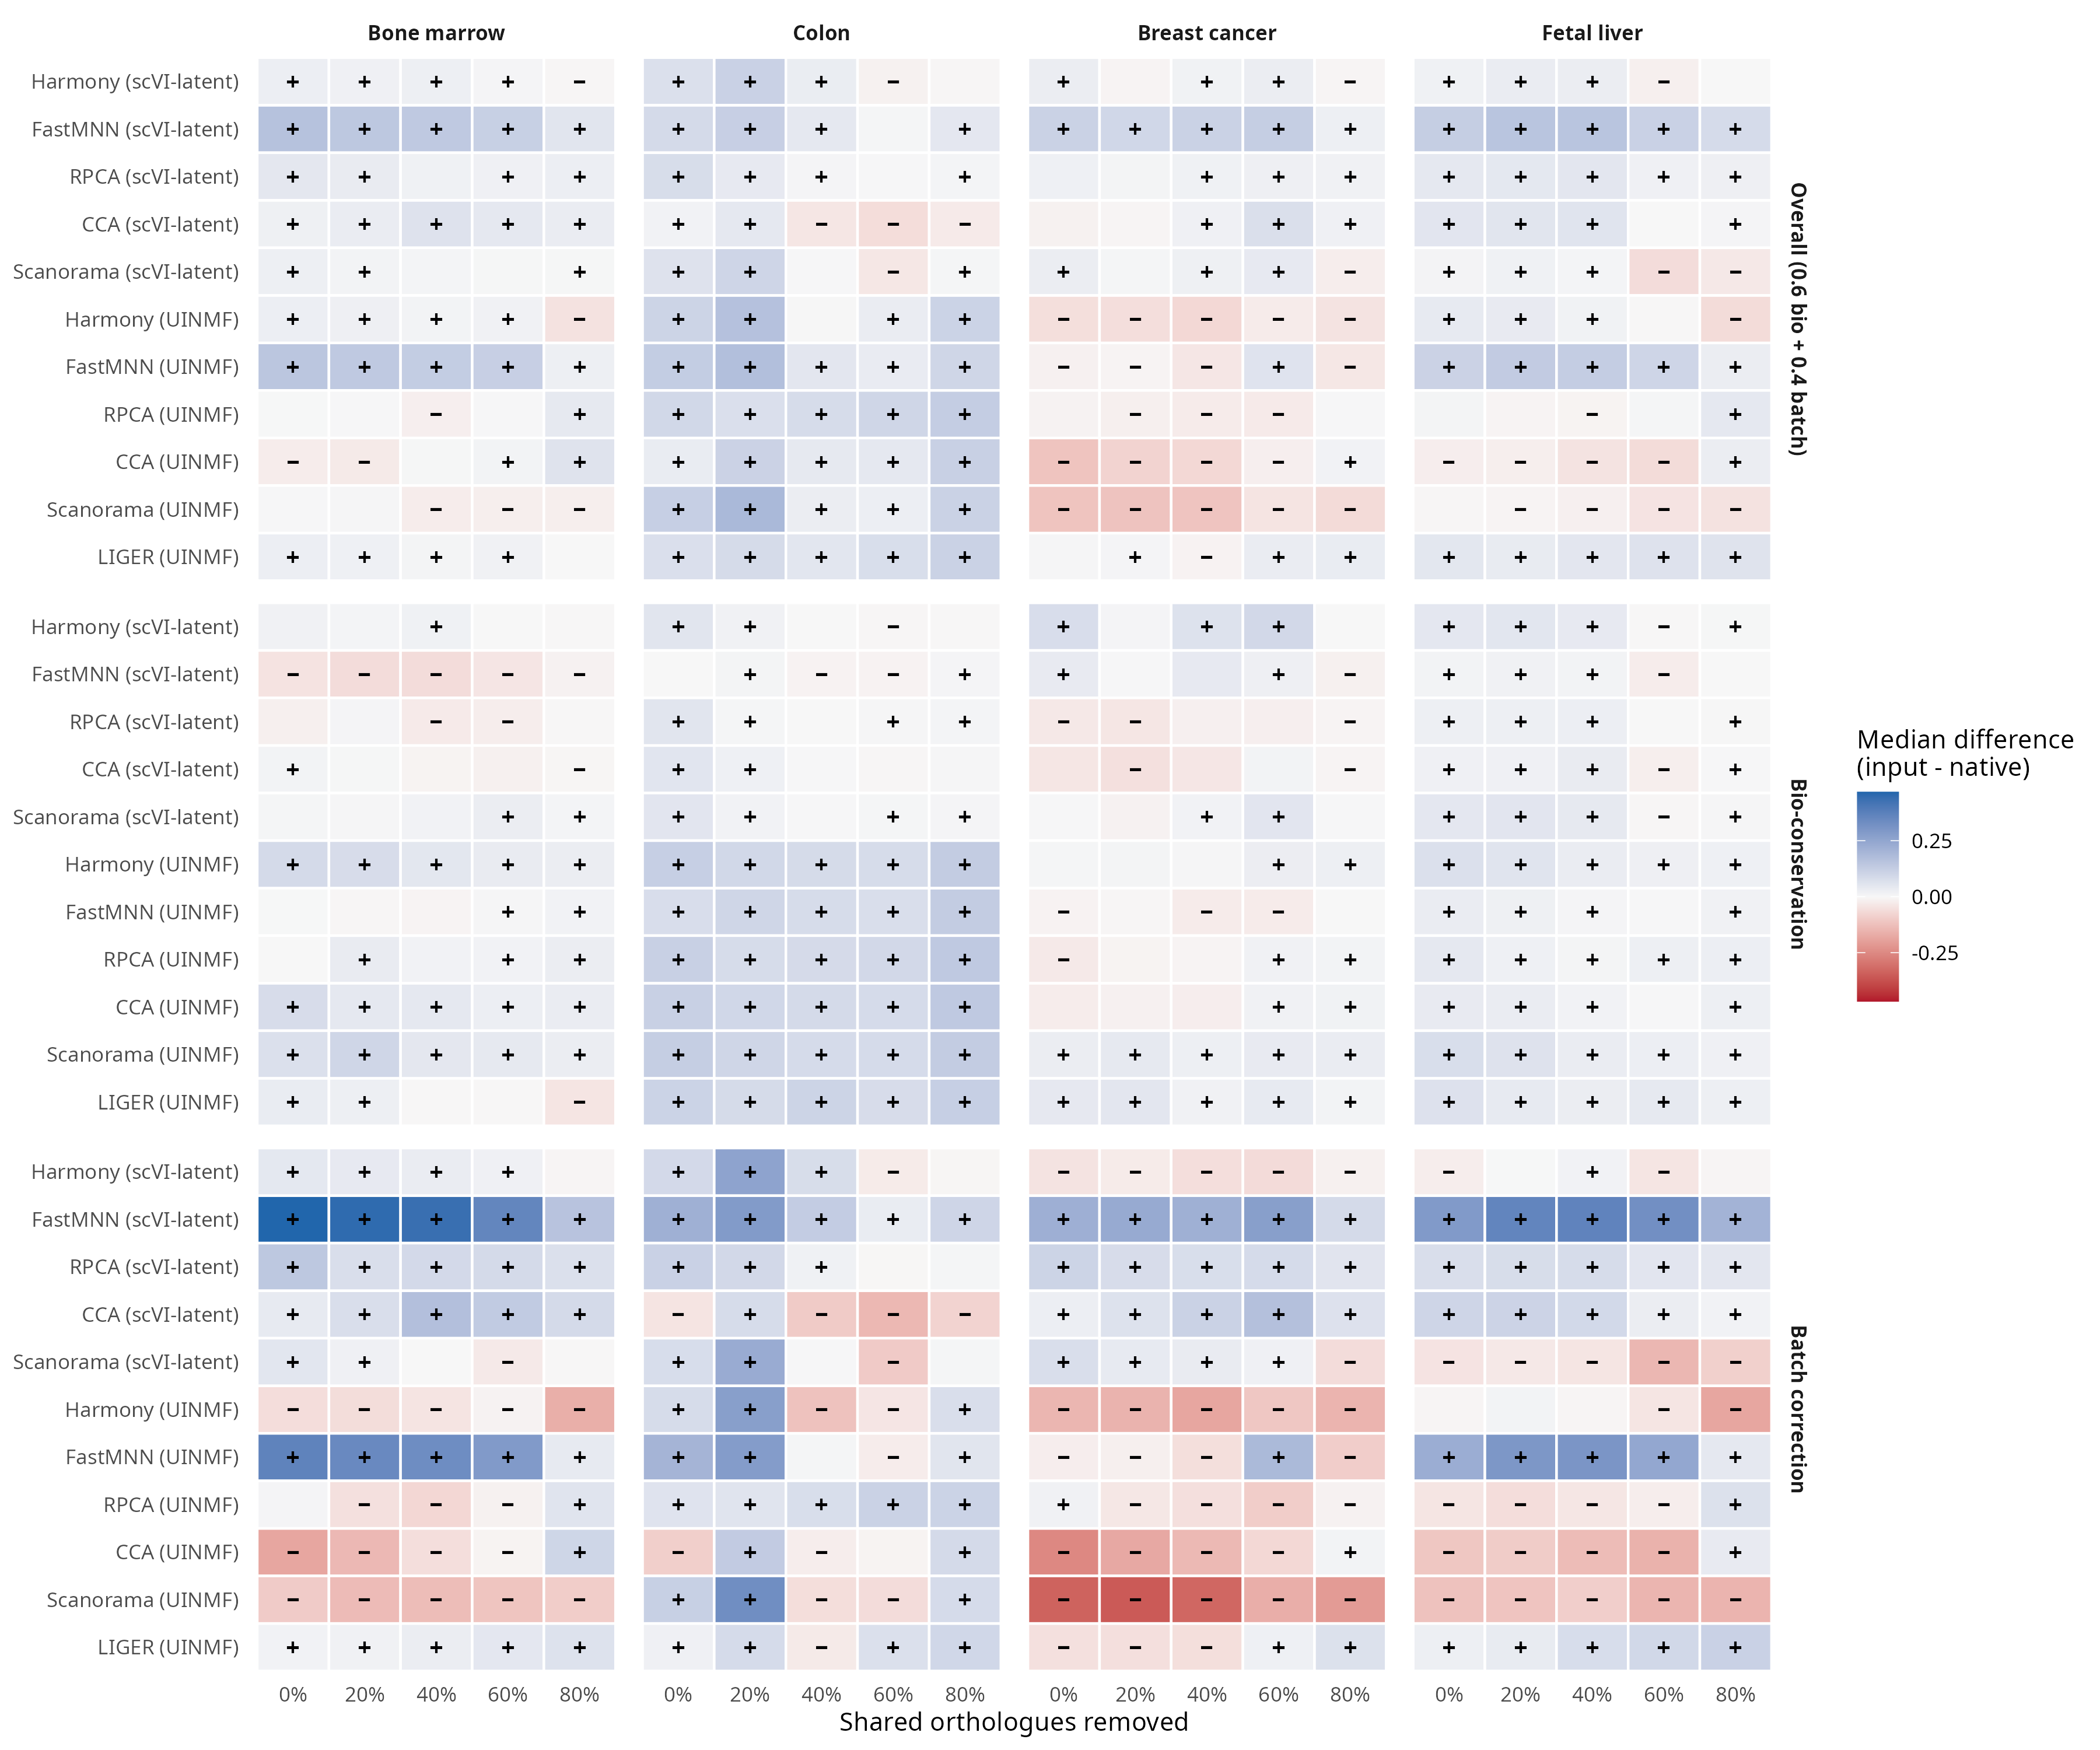 Bone marrow Colon Breast cancer Fetal liver
Harmony (scVI-latent) + + + + − + + + − + + + − + + + −
FastMNN (scVI-latent) + + + + + + + + + + + + + + + + + + +
RPCA (scVI-latent) + + + + + + + + + + + + + + + +
CCA (scVI-latent) + + + + + + + − − − + + + + + + +
Scanorama (scVI-latent) + + + + + − + + + + − + + + − −
Harmony (UINMF) + + + + − + + + + − − − − − + + + −
FastMNN (UINMF) + + + + + + + + + + − − − + − + + + + +
RPCA (UINMF) − + + + + + + − − − − +
CCA (UINMF) − − + + + + + + + − − − − + − − − − +
Scanorama (UINMF) − − − + + + + + − − − − − − − − −
LIGER (UINMF) + + + + + + + + + + − + + + + + + +
Overall (0.6 bio + 0.4 batch)
Harmony (scVI-latent) + + + − + + + + + + − +
FastMNN (scVI-latent) − − − − − + − − + + + − + + + −
RPCA (scVI-latent) − − + + + + − − − + + + +
CCA (scVI-latent) + − + + − − + + + − +
Scanorama (scVI-latent) + + + + + + + + + + + − +
Harmony (UINMF) + + + + + + + + + + + + + + + + +
FastMNN (UINMF) + + + + + + + − − − + + + +
RPCA (UINMF) + + + + + + + + − + + + + + + +
CCA (UINMF) + + + + + + + + + + + + + + + +
Scanorama (UINMF) + + + + + + + + + + + + + + + + + + + +
LIGER (UINMF) + + − + + + + + + + + + + + + + + +
Bio-conservation
Harmony (scVI-latent) + + + + + + + − − − − − − − + −
FastMNN (scVI-latent) + + + + + + + + + + + + + + + + + + + +
RPCA (scVI-latent) + + + + + + + + + + + + + + + + + +
CCA (scVI-latent) + + + + + − + − − − + + + + + + + + + +
Scanorama (scVI-latent) + + − + + − + + + + − − − − − −
Harmony (UINMF) − − − − − + + − − + − − − − − − −
FastMNN (UINMF) + + + + + + + − + − − − + − + + + + +
RPCA (UINMF) − − − + + + + + + + − − − − − − − − +
CCA (UINMF) − − − − + − + − + − − − − + − − − − +
Scanorama (UINMF) − − − − − + + − − + − − − − − − − − − −
LIGER (UINMF) + + + + + + + − + + − − − + + + + + + +
Batch correction
0% 20% 40% 60% 80% 0% 20% 40% 60% 80% 0% 20% 40% 60% 80% 0% 20% 40% 60% 80%
Shared orthologues removed
Median difference
(input - native)
0.25
0.00
-0.25